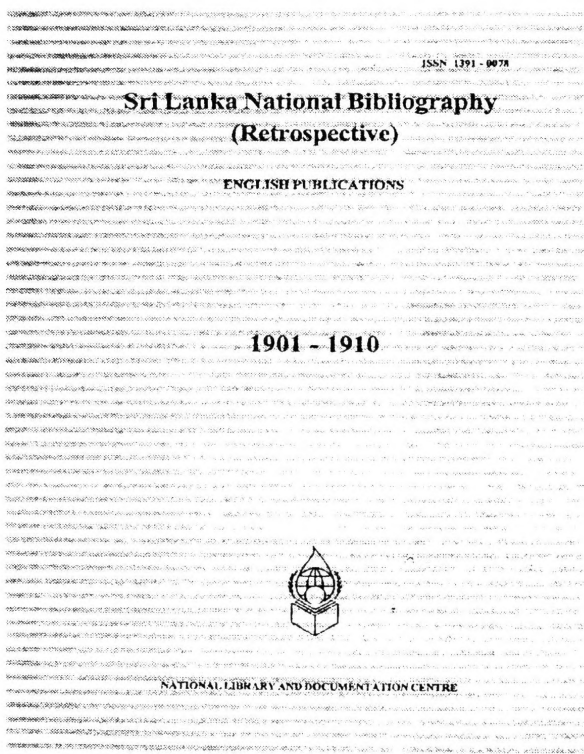 ISSN 1391 - 0078
Sri Lanka National Bibliography
(Retrospective)
ENGLISH PUBLICATIONS
1901 - 1910
NATIONAL LIBRARY AND DOCUMENTATION CENTRE